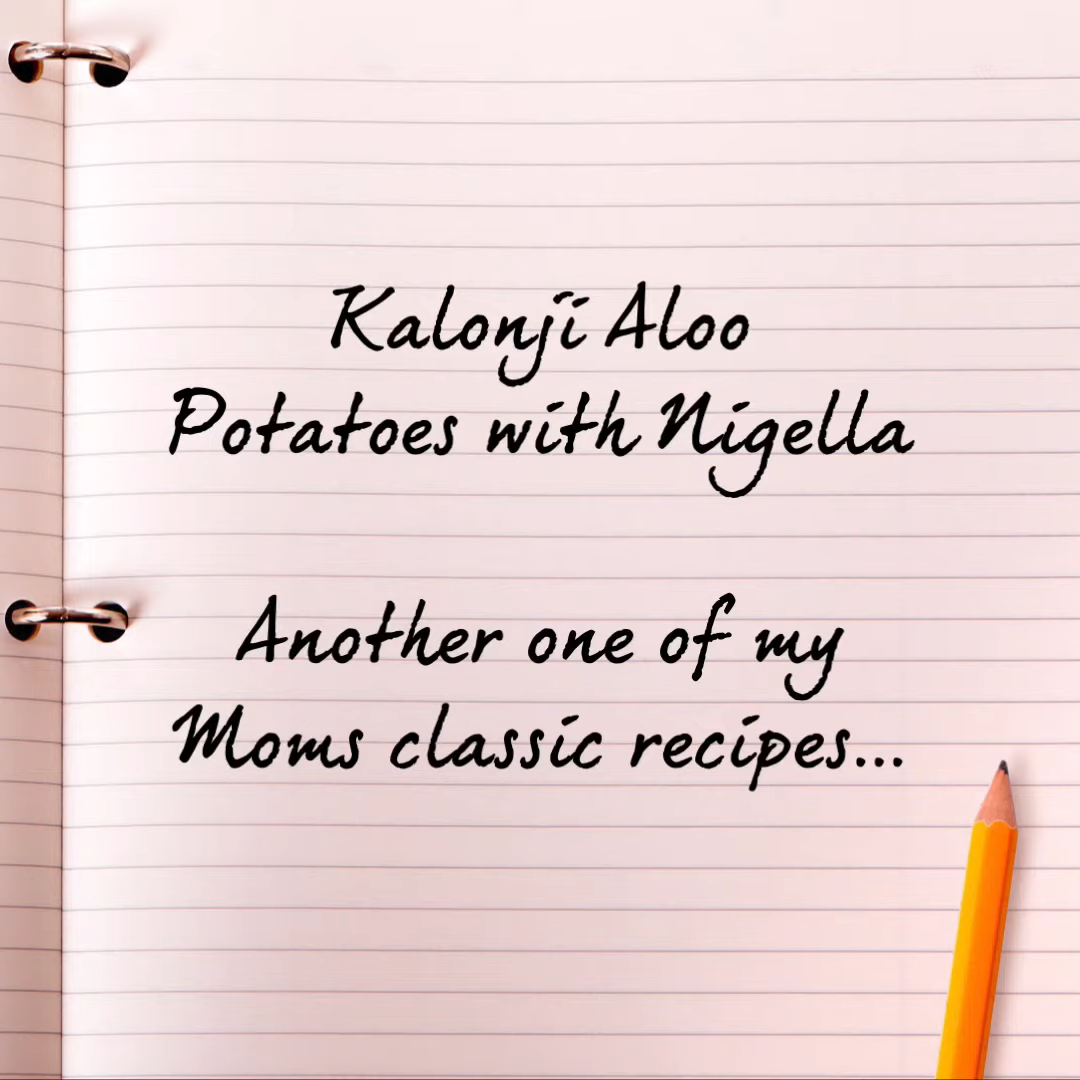 Kalonji Aloo
Potatoes with Nigella
Another one of my
Moms classic recipes...